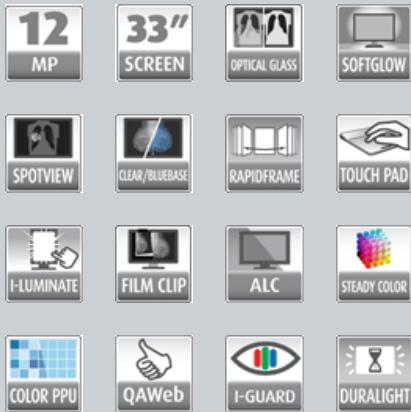 12
MP
33"
SCREEN
OPTICAL GLASS
SOFTGLOW
SPOTVIEW
CLEAR/BLUEBASE
RAPIDFRAME
TOUCH PAD
I-LUMINATE
FILM CLIP
ALC
STEADY COLOR
COLOR PPU
QAWeb
I-GUARD
DURALIGHT